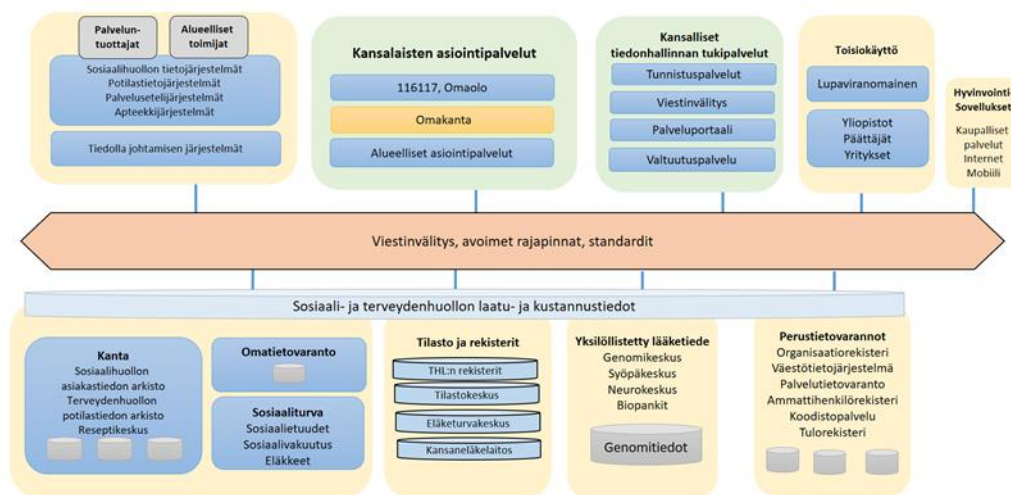 Palvelun-
tuottajat
Alueelliset
toimijat
Sosiaalihuollon tietojärjestelmät
Potilastietojärjestelmät
Palvelusetelijärjestelmät
Apteekkijärjestelmät
Tiedolla johtamisen järjestelmät
Kansalaisten asiointipalvelut
116117, Omaolo
Omakanta
Alueelliset asiointipalvelut
Kansalliset
tiedonhallinnan tukipalvelut
Tunnistuspalvelut
Viestinvälitys
Palveluportaali
Valtuutuspalvelu
Toisiokäyttö
Lupaviranomainen
Yliopistot
Päättäjät
Yritykset
Hyvinvointi-
Sovellukset
Kaupalliset
palvelut
Internet
Mobiili
Viestinvälitys, avoimet rajapinnat, standardit
Sosiaali- ja terveydenhuollon laatu- ja kustannustiedot
Kanta
Sosiaalihuollon
asiakastiedon arkisto
Terveydenhuollon
potilastiedon arkisto
Reseptikeskus
Omatietovaranto
Sosiaaliturva
Sosiaalietuudet
Sosiaalivakuutus
Eläkkeet
Tilasto ja rekisterit
THL:n rekisterit
Tilastokeskus
Eläketurvakeskus
Kansaneläkelaitos
Yksilöllistetty lääketiede
Genomikeskus
Syöpäkeskus
Neurokeskus
Biopankit
Genomitiedot
Perustietovarannot
Organisaatiorekisteri
Väestötietojärjestelmä
Palvelutietovaranto
Ammattihenkilörekisteri
Koodistopalvelu
Tulorekisteri